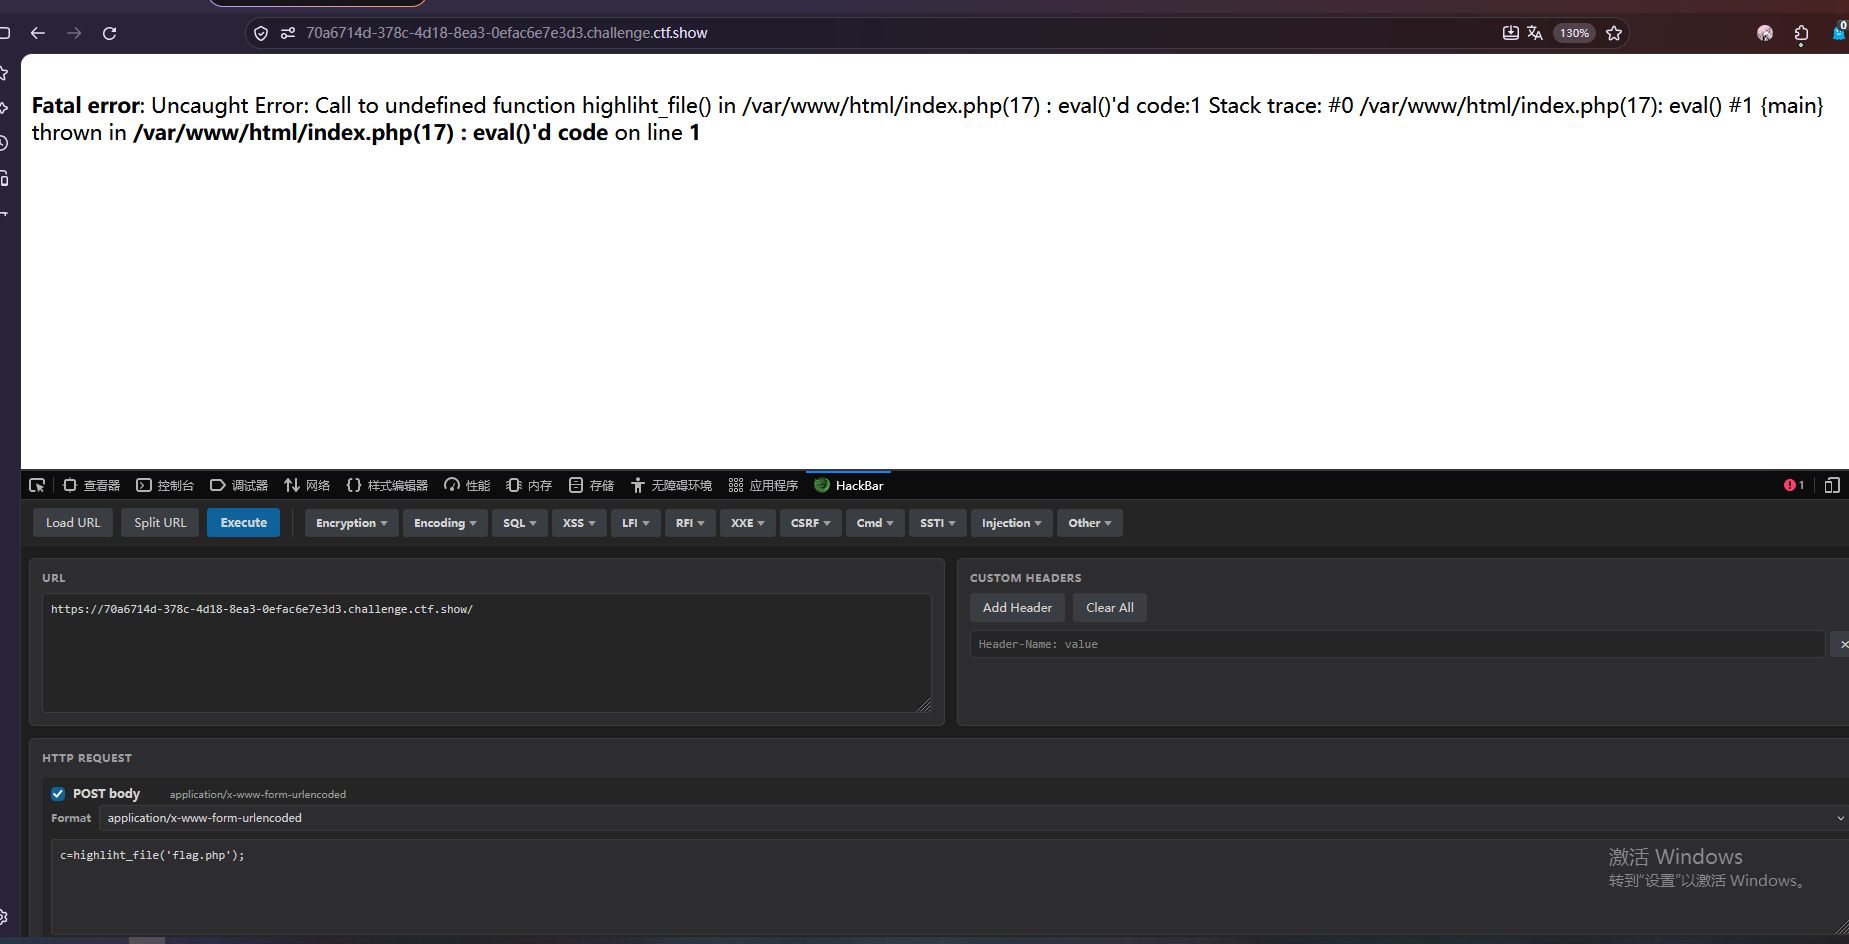 70a6714d-378c-4d18-8ea3-0efac6e7e3d3.challenge.ctf.show
130%
0
Fatal error: Uncaught Error: Call to undefined function highliht_file() in /var/www/html/index.php(17) : eval()'d code:1 Stack trace: #0 /var/www/html/index.php(17): eval() #1 {main}
thrown in /var/www/html/index.php(17) : eval()'d code on line 1
查看器 控制台 调试器 网络 样式编辑器 性能 内存 存储 无障碍环境 应用程序 HackBar 1
Load URL Split URL Execute Encryption Encoding SQL XSS LFI RFI XXE CSRF Cmd SSTI Injection Other
URL
https://70a6714d-378c-4d18-8ea3-0efac6e7e3d3.challenge.ctf.show/
CUSTOM HEADERS
Add Header Clear All
Header-Name: value
HTTP REQUEST
POST body application/x-www-form-urlencoded
Format application/x-www-form-urlencoded
c=highliht_file('flag.php');
激活 Windows
转到“设置”以激活 Windows。